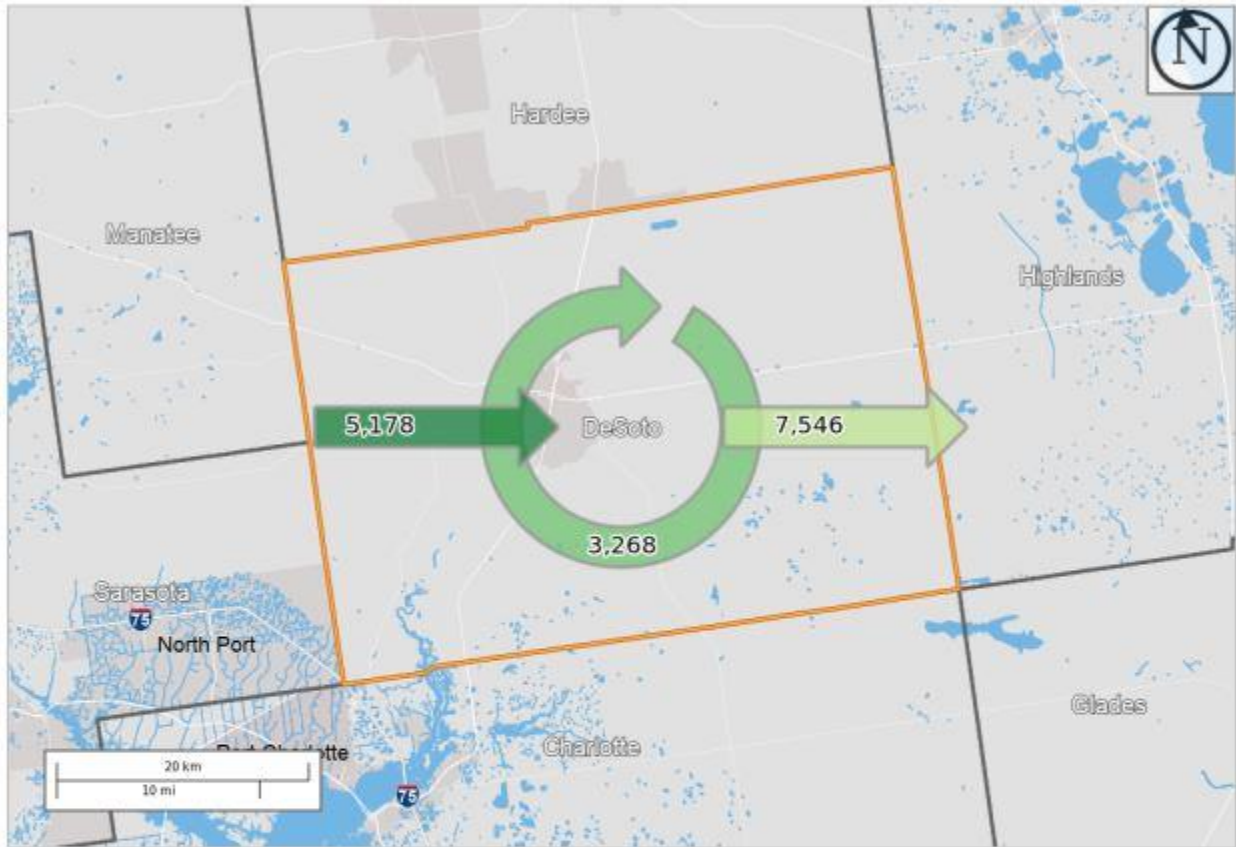 N
Hardee
Manatee
Highlands
5,178
DeSoto
7,546
3,268
Sarasota
75
North Port
Glades
Port Charlotte
Charlotte
20 km
10 mi
75